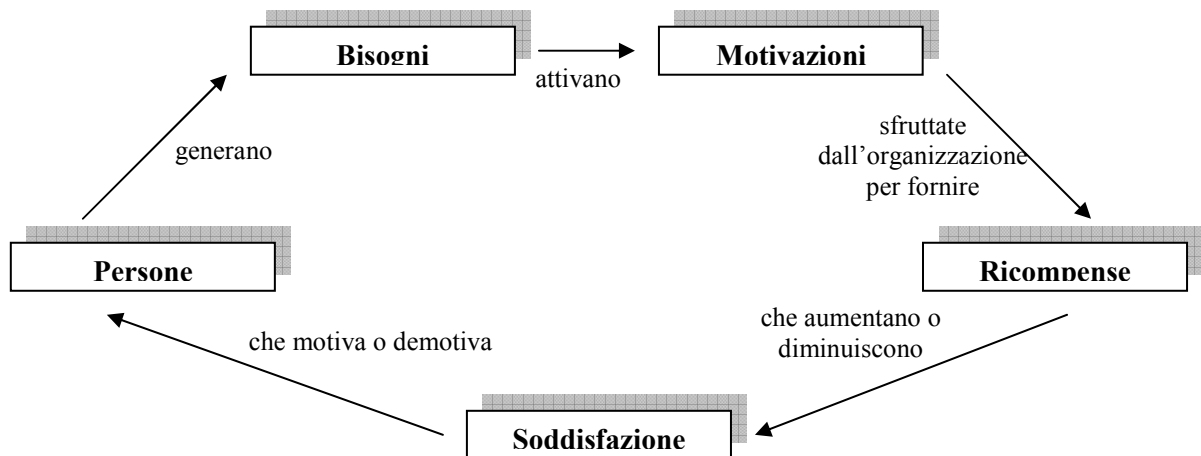 Bisogni
attivano
Motivazioni
generano
sfruttate
dall’organizzazione
per fornire
Persone
Ricompense
che motiva o demotiva
che aumentano o
diminuiscono
Soddisfazione